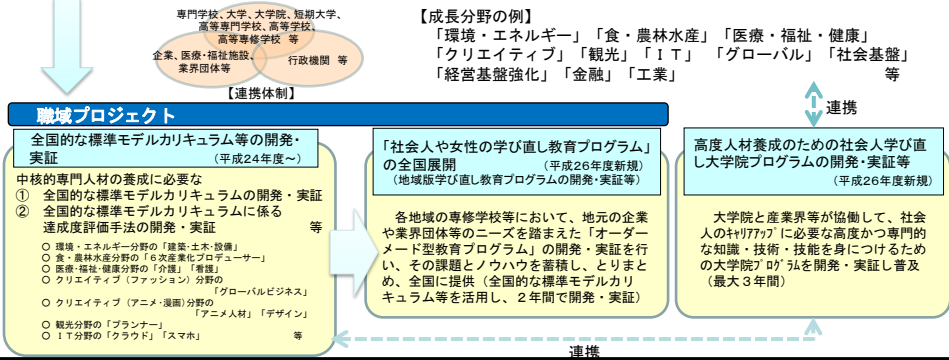 専門学校、大学、大学院、短期大学、
高等専門学校、高等学校、
高等専修学校 等
企業、医療・福祉施設、
業界団体等
行政機関 等
【連携体制】
【成長分野の例】
「環境・エネルギー」「食・農林水産」「医療・福祉・健康」
「クリエイティブ」「観光」「ＩＴ」「グローバル」「社会基盤」
「経営基盤強化」「金融」「工業」 等
連携
職域プロジェクト
全国的な標準モデルカリキュラム等の開発・
実証 （平成24年度～）
中核的専門人材の養成に必要な
① 全国的な標準モデルカリキュラムの開発・実証
② 全国的な標準モデルカリキュラムに係る
達成度評価手法の開発・実証 等
○ 環境・エネルギー分野の「建築・土木・設備」
○ 食・農林水産分野の「６次産業化プロデューサー」
○ 医療・福祉・健康分野の「介護」「看護」
○ クリエイティブ（ファッション）分野の
「グローバルビジネス」
○ クリエイティブ（アニメ・漫画）分野の
「アニメ人材」「デザイン」
○ 観光分野の「プランナー」
○ ＩＴ分野の「クラウド」「スマホ」 等
「社会人や女性の学び直し教育プログラム」
の全国展開 （平成26年度新規）
（地域版学び直し教育プログラムの開発・実証等）
各地域の専修学校等において、地元の企業
や業界団体等のニーズを踏まえた「オーダー
メード型教育プログラム」の開発・実証を行
い、その課題とノウハウを蓄積し、とりまと
め、全国に提供（全国的な標準モデルカリ
キュラム等を活用し、２年間で開発・実証）
高度人材養成のための社会人学び直
し大学院プログラムの開発・実証等
（平成26年度新規）
大学院と産業界等が協働して、社会
人のｷｬﾘｱｱｯﾌﾟに必要な高度かつ専門的
な知識・技術・技能を身につけるため
の大学院ﾌﾟﾛｸﾞﾗﾑを開発・実証し普及
（最大３年間）
連携